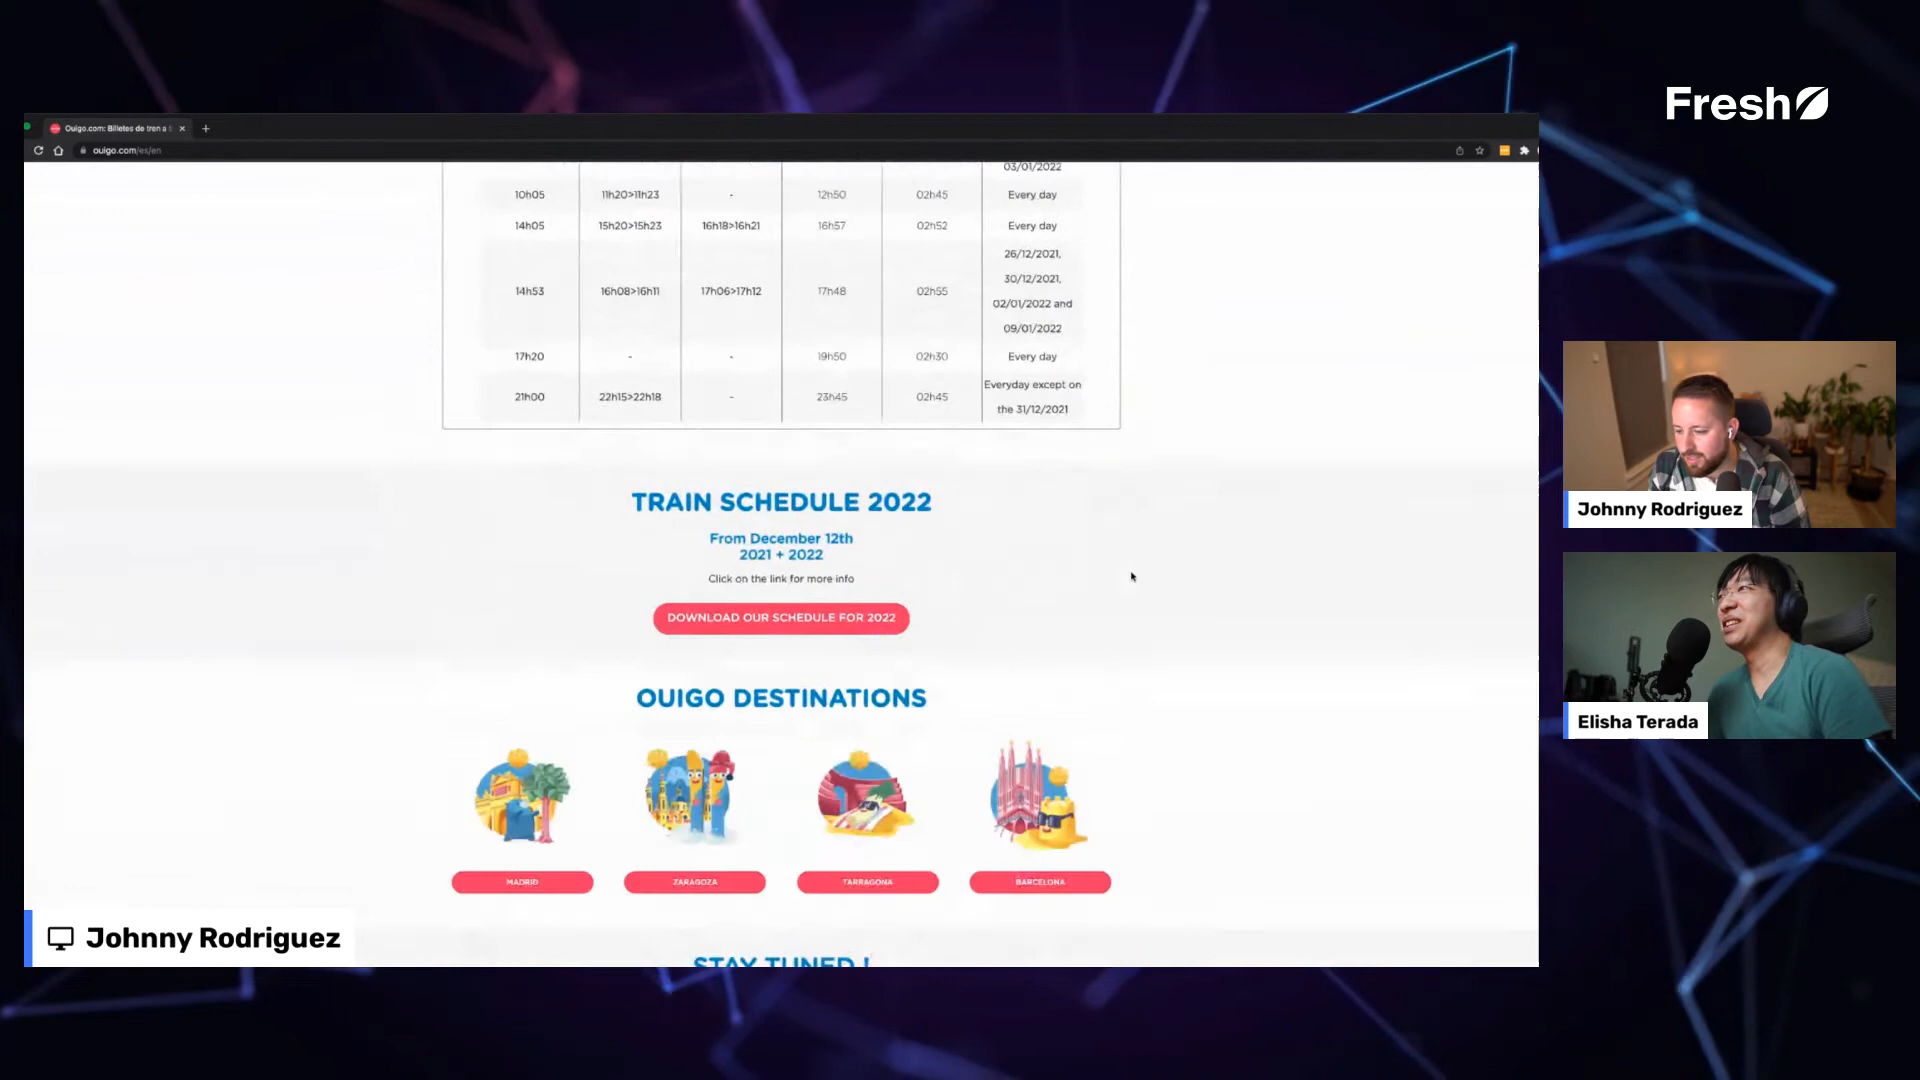 Fresh
Ouigo.com: Billetes de tren a
ouigo.com/es/en
03/01/2022
10h05 11h20>11h23 - 12h50 02h45 Every day
14h05 15h20>15h23 16h18>16h21 16h57 02h52 Every day
26/12/2021,
30/12/2021,
14h53 16h08>16h11 17h06>17h12 17h48 02h55
02/01/2022 and
09/01/2022
17h20 - - 19h50 02h30 Every day
Everyday except on
21h00 22h15>22h18 - 23h45 02h45
the 31/12/2021
TRAIN SCHEDULE 2022
From December 12th
2021 + 2022
Click on the link for more info
DOWNLOAD OUR SCHEDULE FOR 2022
OUIGO DESTINATIONS
MADRID ZARAGOZA TARRAGONA BARCELONA
STAY TUNED !
Johnny Rodriguez
Johnny Rodriguez
Elisha Terada